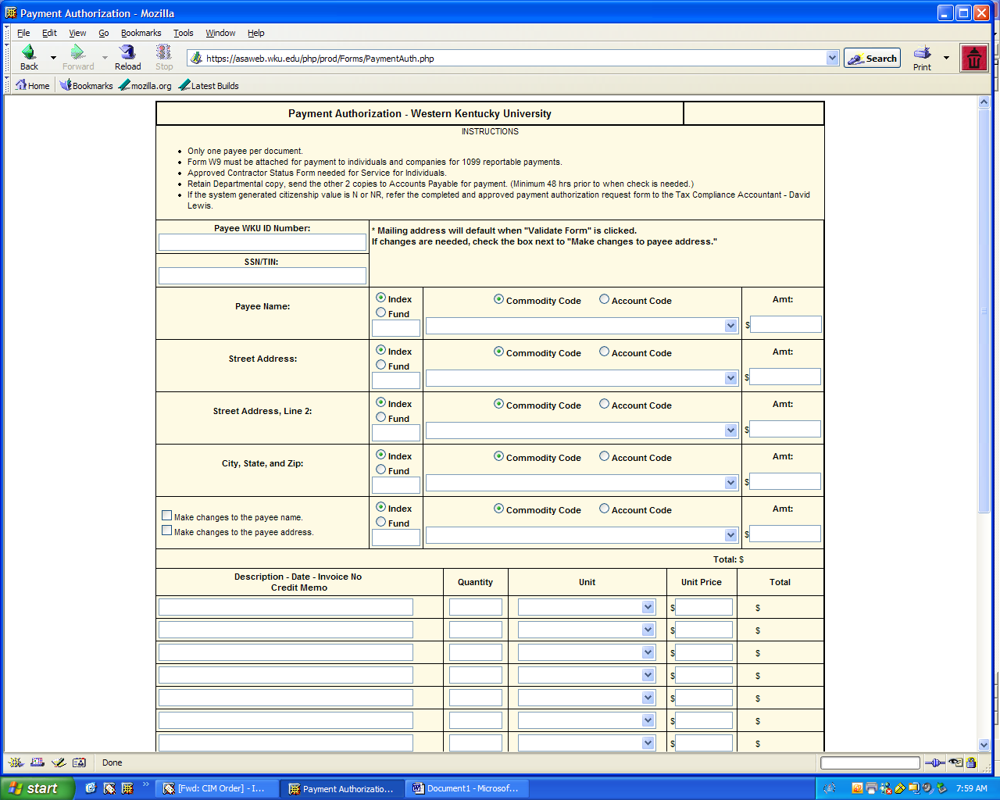 Payment Authorization - Mozilla
File Edit View Go Bookmarks Tools Window Help
Back Forward Reload Stop https://asaweb.wku.edu/php/prod/Forms/PaymentAuth.php Search Print
Home Bookmarks mozilla.org Latest Builds
Payment Authorization - Western Kentucky University
INSTRUCTIONS
• Only one payee per document.
• Form W9 must be attached for payment to individuals and companies for 1099 reportable payments.
• Approved Contractor Status Form needed for Service for Individuals.
• Retain Departmental copy, send the other 2 copies to Accounts Payable for payment. (Minimum 48 hrs prior to when check is needed.)
• If the system generated citizenship value is N or NR, refer the completed and approved payment authorization request form to the Tax Compliance Accountant - David
Lewis.
Payee WKU ID Number:
* Mailing address will default when "Validate Form" is clicked.
If changes are needed, check the box next to "Make changes to payee address."
SSN/TIN:
Payee Name: Index Commodity Code Account Code Amt:
Fund
$
Street Address: Index Commodity Code Account Code Amt:
Fund
$
Street Address, Line 2: Index Commodity Code Account Code Amt:
Fund
$
City, State, and Zip: Index Commodity Code Account Code Amt:
Fund
$
Index Commodity Code Account Code Amt:
Make changes to the payee name.
Fund
Make changes to the payee address. $
Total: $
Description - Date - Invoice No
Credit Memo
Quantity Unit Unit Price Total
$ $
$ $
$ $
$ $
$ $
$ $
$ $
Done
start [Fwd: CIM Order] - I... Payment Authorizatio... Document1 - Microsof... 7:59 AM